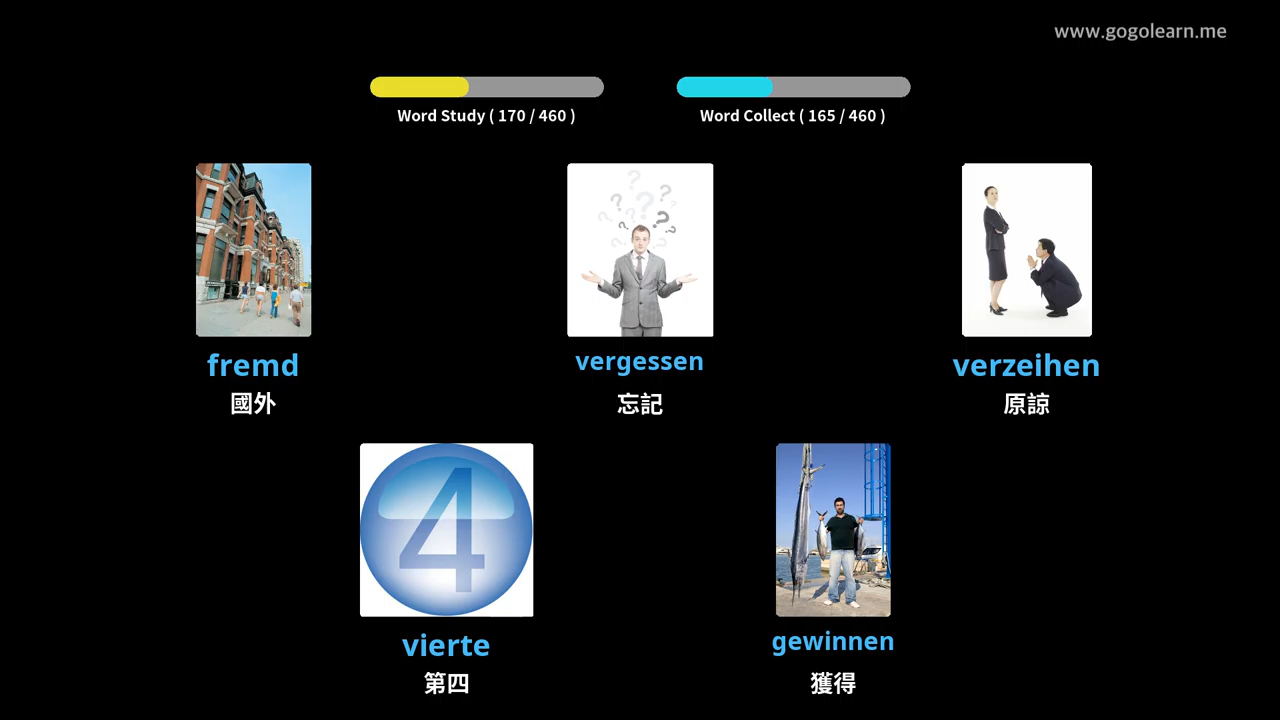 www.gogolearn.me
Word Study ( 170 / 460 )
Word Collect ( 165 / 460 )
fremd
國外
vergessen
忘記
verzeihen
原諒
4
vierte
第四
gewinnen
獲得